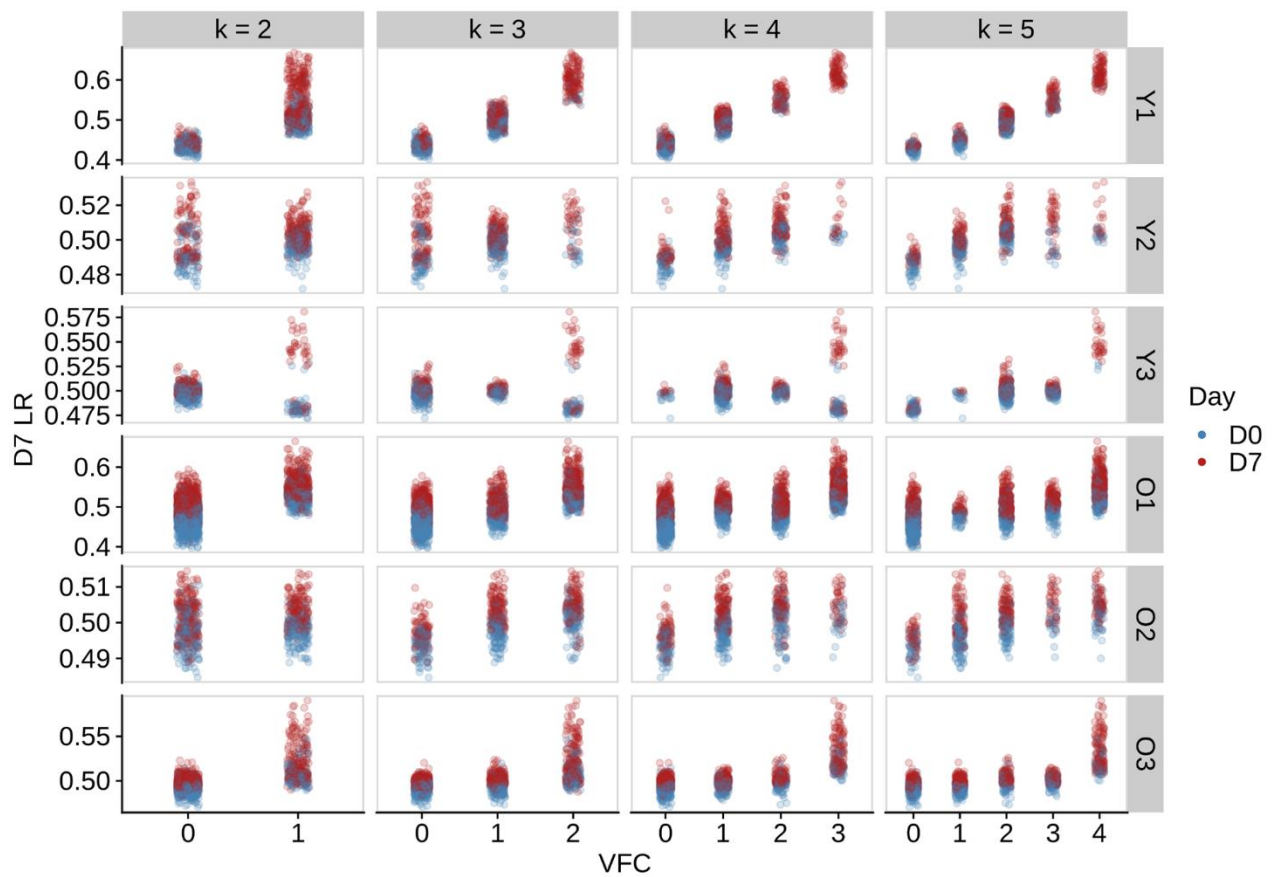 k = 2 k = 3 k = 4 k = 5
0.6
0.5
0.4
Y1
0.52
0.50
0.48
Y2
0.575
0.550
0.525
0.500
0.475
Y3
D7 LR
Day
D0
D7
0.6
0.5
0.4
O1
0.51
0.50
0.49
O2
0.55
0.50
O3
0 1 0 1 2 0 1 2 3 0 1 2 3 4
VFC